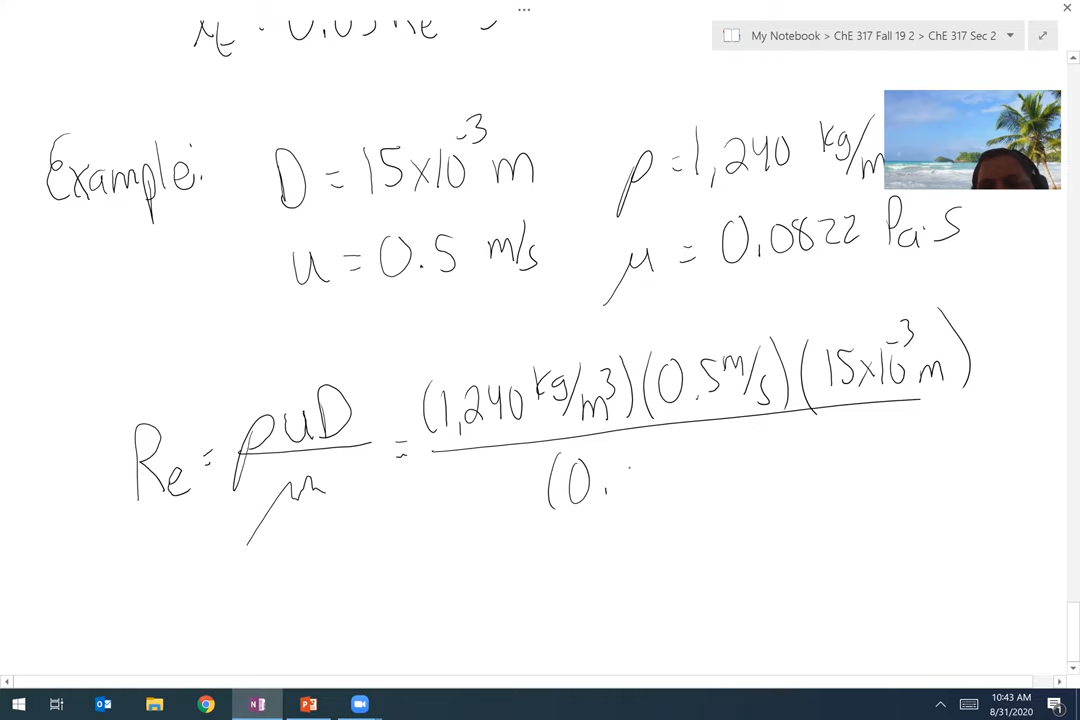 My Notebook > ChE 317 Fall 19 2 > ChE 317 Sec 2
Example: D = 15x10⁻³ m ρ = 1,240 kg/m
u = 0.5 m/s μ = 0.0822 Pa·s
Re = ρuD/μ = (1,240 kg/m³)(0.5 m/s)(15x10⁻³ m)
(0.
10:43 AM
8/31/2020